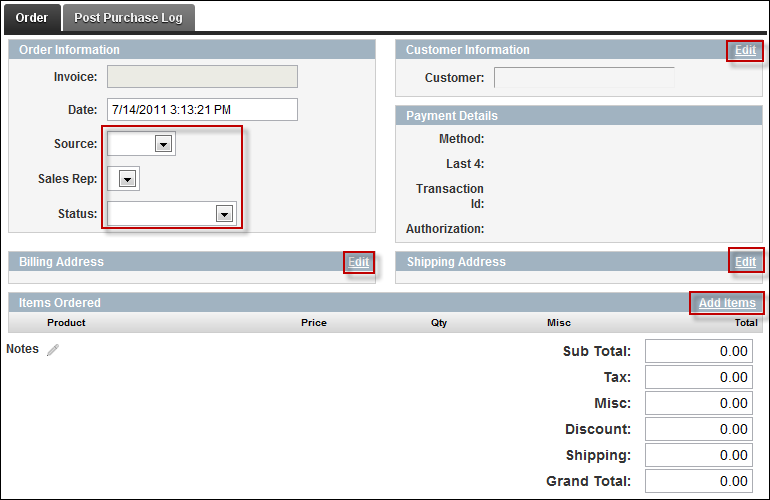 Order
Post Purchase Log
Order Information
Invoice:
Date: 7/14/2011 3:13:21 PM
Source:
Sales Rep:
Status:
Customer Information Edit
Customer:
Payment Details
Method:
Last 4:
Transaction
Id:
Authorization:
Billing Address Edit
Shipping Address Edit
Items Ordered Add Items
Product Price Qty Misc Total
Notes
Sub Total: 0.00
Tax: 0.00
Misc: 0.00
Discount: 0.00
Shipping: 0.00
Grand Total: 0.00